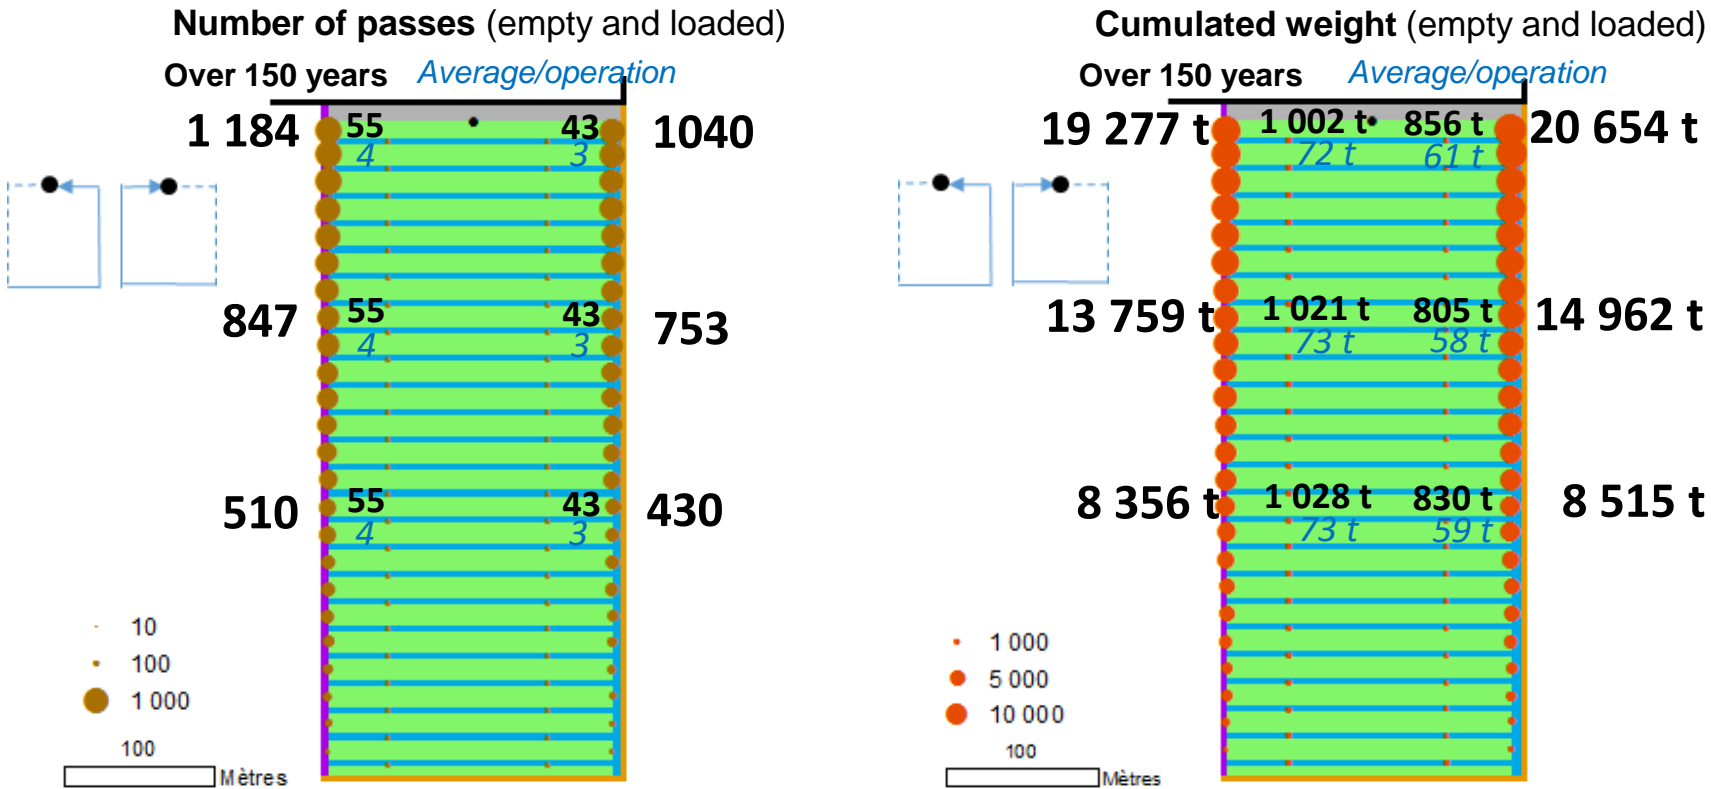 Number of passes (empty and loaded)
Over 150 years Average/operation
1 184 55 43 1040
4 3
847 55 43 753
4 3
510 55 43 430
4 3
10
100
1 000
100
Mètres
Cumulated weight (empty and loaded)
Over 150 years Average/operation
19 277 t 1 002 t 856 t 20 654 t
72 t 61 t
13 759 t 1 021 t 805 t 14 962 t
73 t 58 t
8 356 t 1 028 t 830 t 8 515 t
73 t 59 t
1 000
5 000
10 000
100
Mètres